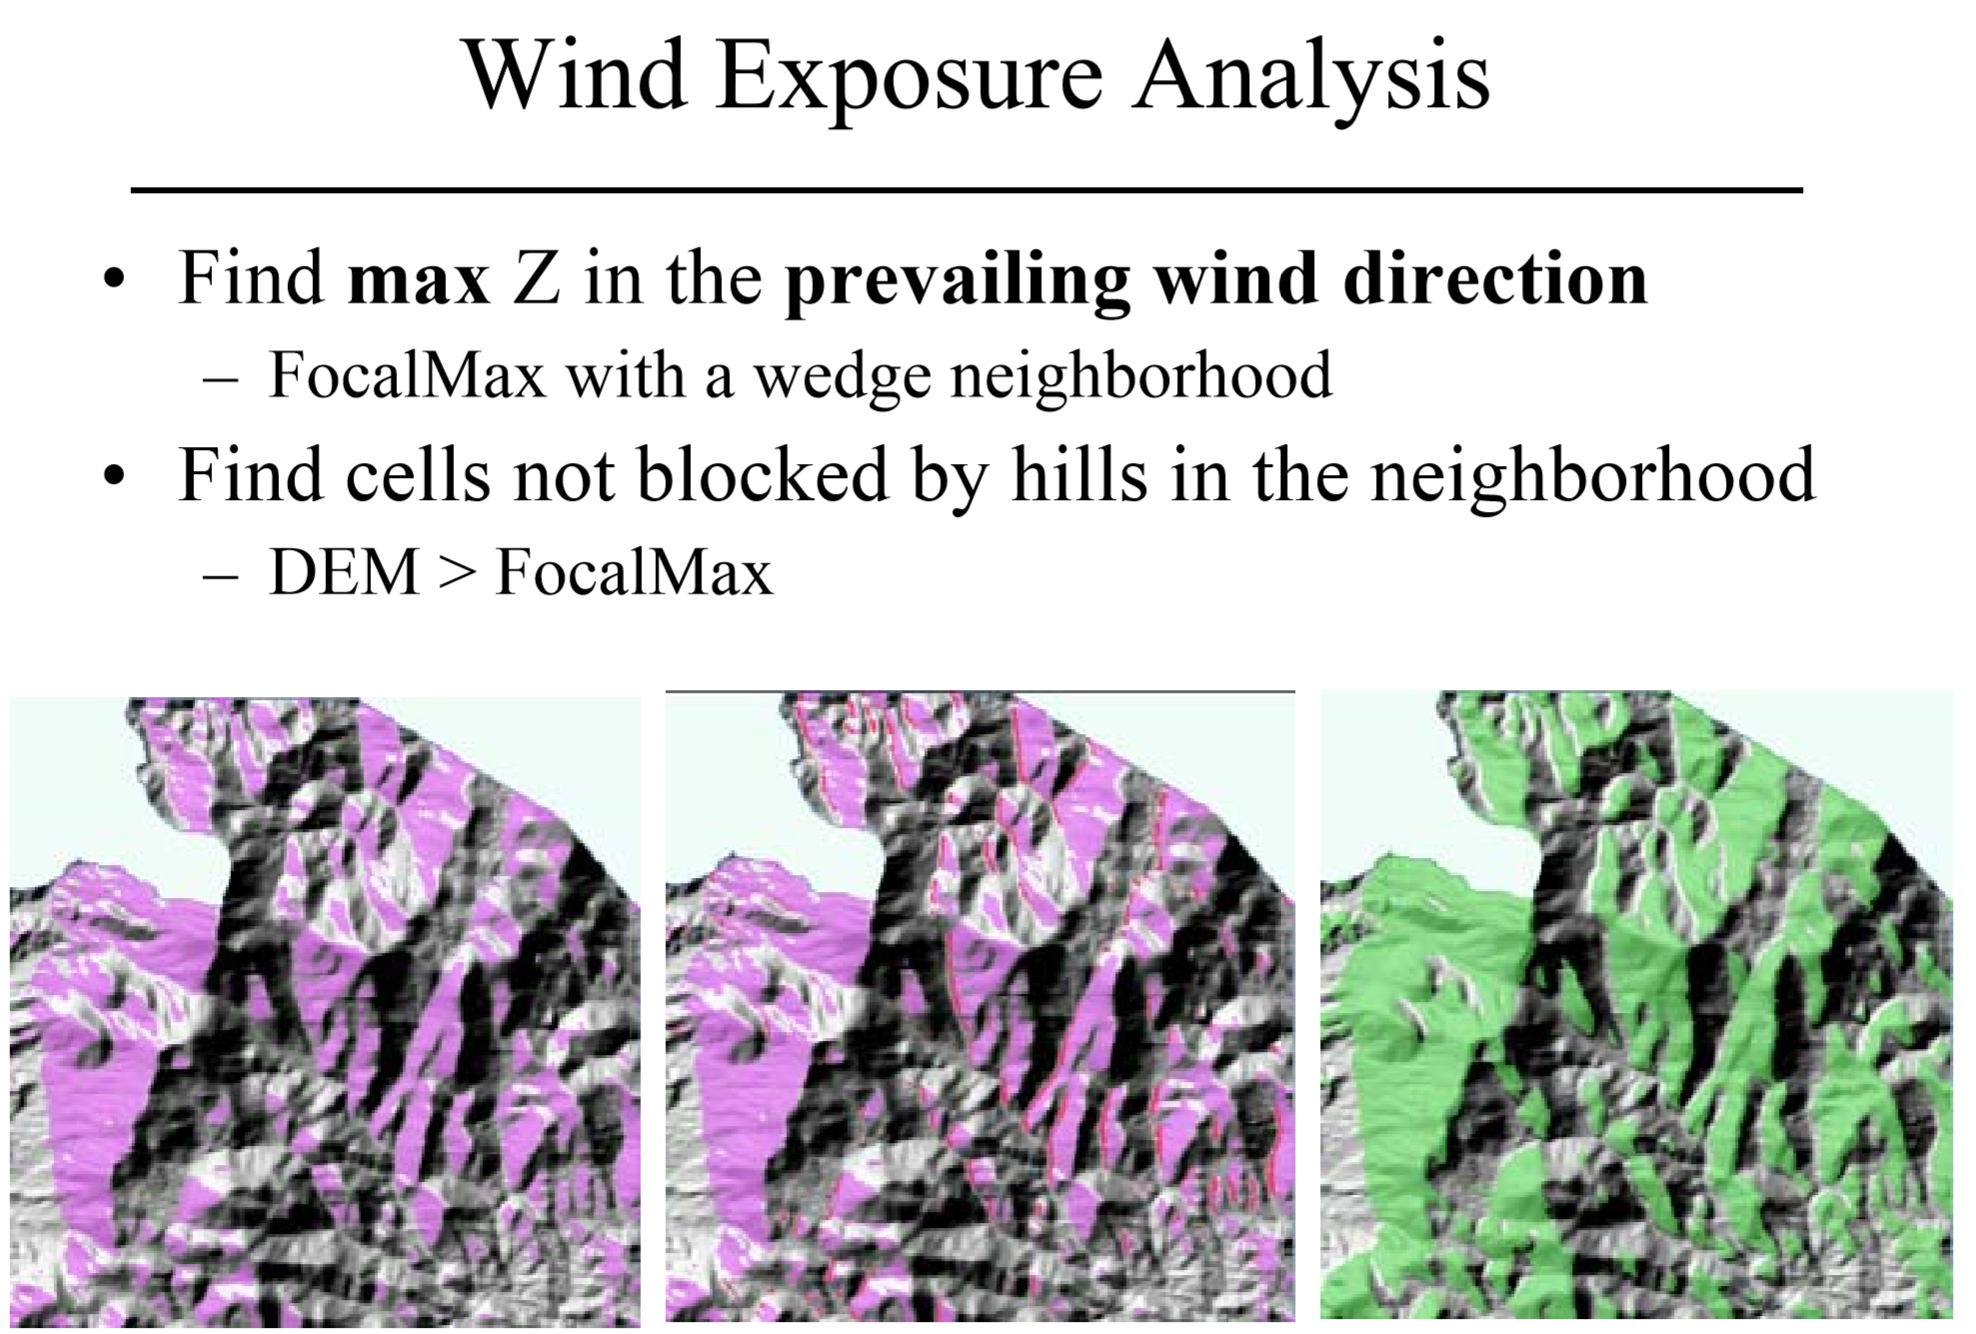 Wind Exposure Analysis
• Find max Z in the prevailing wind direction
– FocalMax with a wedge neighborhood
• Find cells not blocked by hills in the neighborhood
– DEM > FocalMax